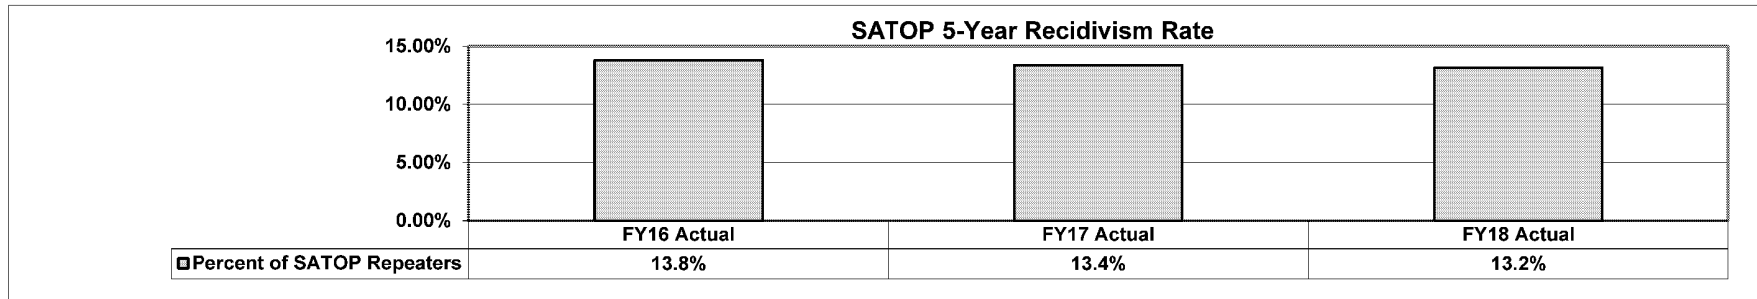 SATOP 5-Year Recidivism Rate
15.00%
10.00%
5.00%
0.00%
FY16 Actual FY17 Actual FY18 Actual
Percent of SATOP Repeaters 13.8% 13.4% 13.2%